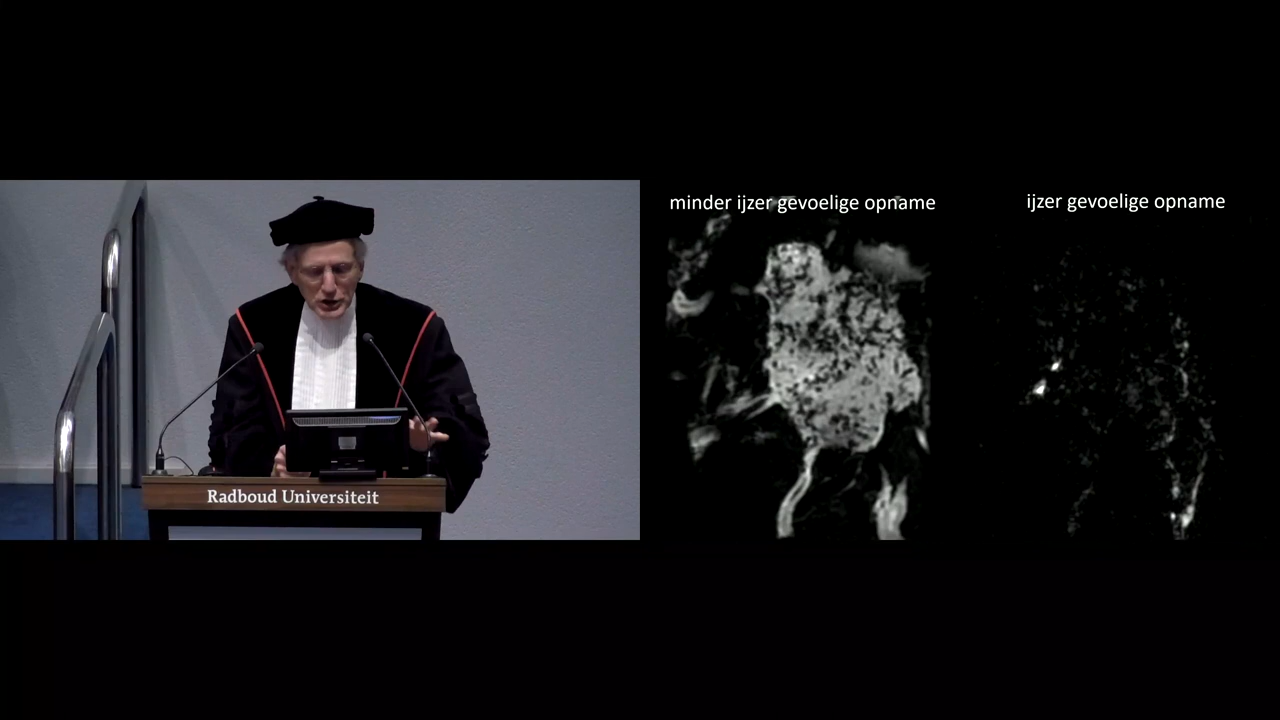 minder ijzer gevoelige opname
ijzer gevoelige opname
Radboud Universiteit